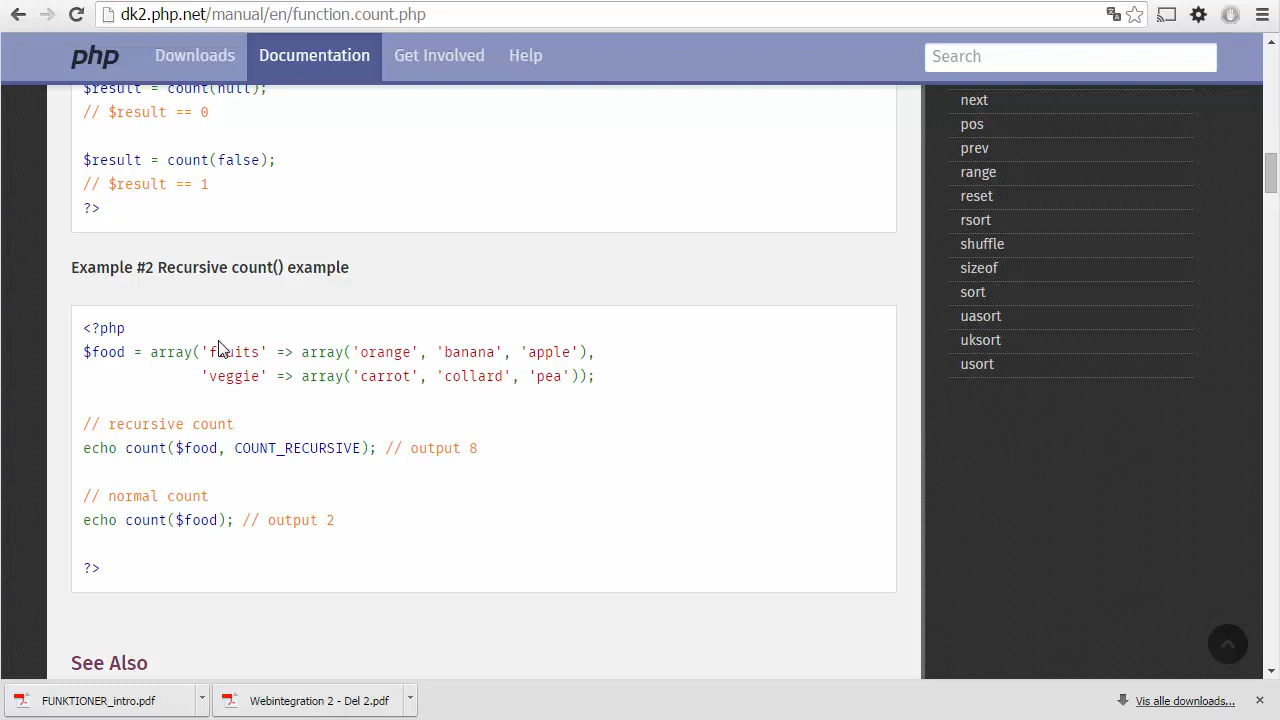 dk2.php.net/manual/en/function.count.php
php Downloads Documentation Get Involved Help Search
$result = count(null);
// $result == 0
$result = count(false);
// $result == 1
?>
Example #2 Recursive count() example
<?php
$food = array('fruits' => array('orange', 'banana', 'apple'),
'veggie' => array('carrot', 'collard', 'pea'));
// recursive count
echo count($food, COUNT_RECURSIVE); // output 8
// normal count
echo count($food); // output 2
?>
See Also
next
pos
prev
range
reset
rsort
shuffle
sizeof
sort
uasort
uksort
usort
FUNKTIONER_intro.pdf
Webintegration 2 - Del 2.pdf
Vis alle downloads...